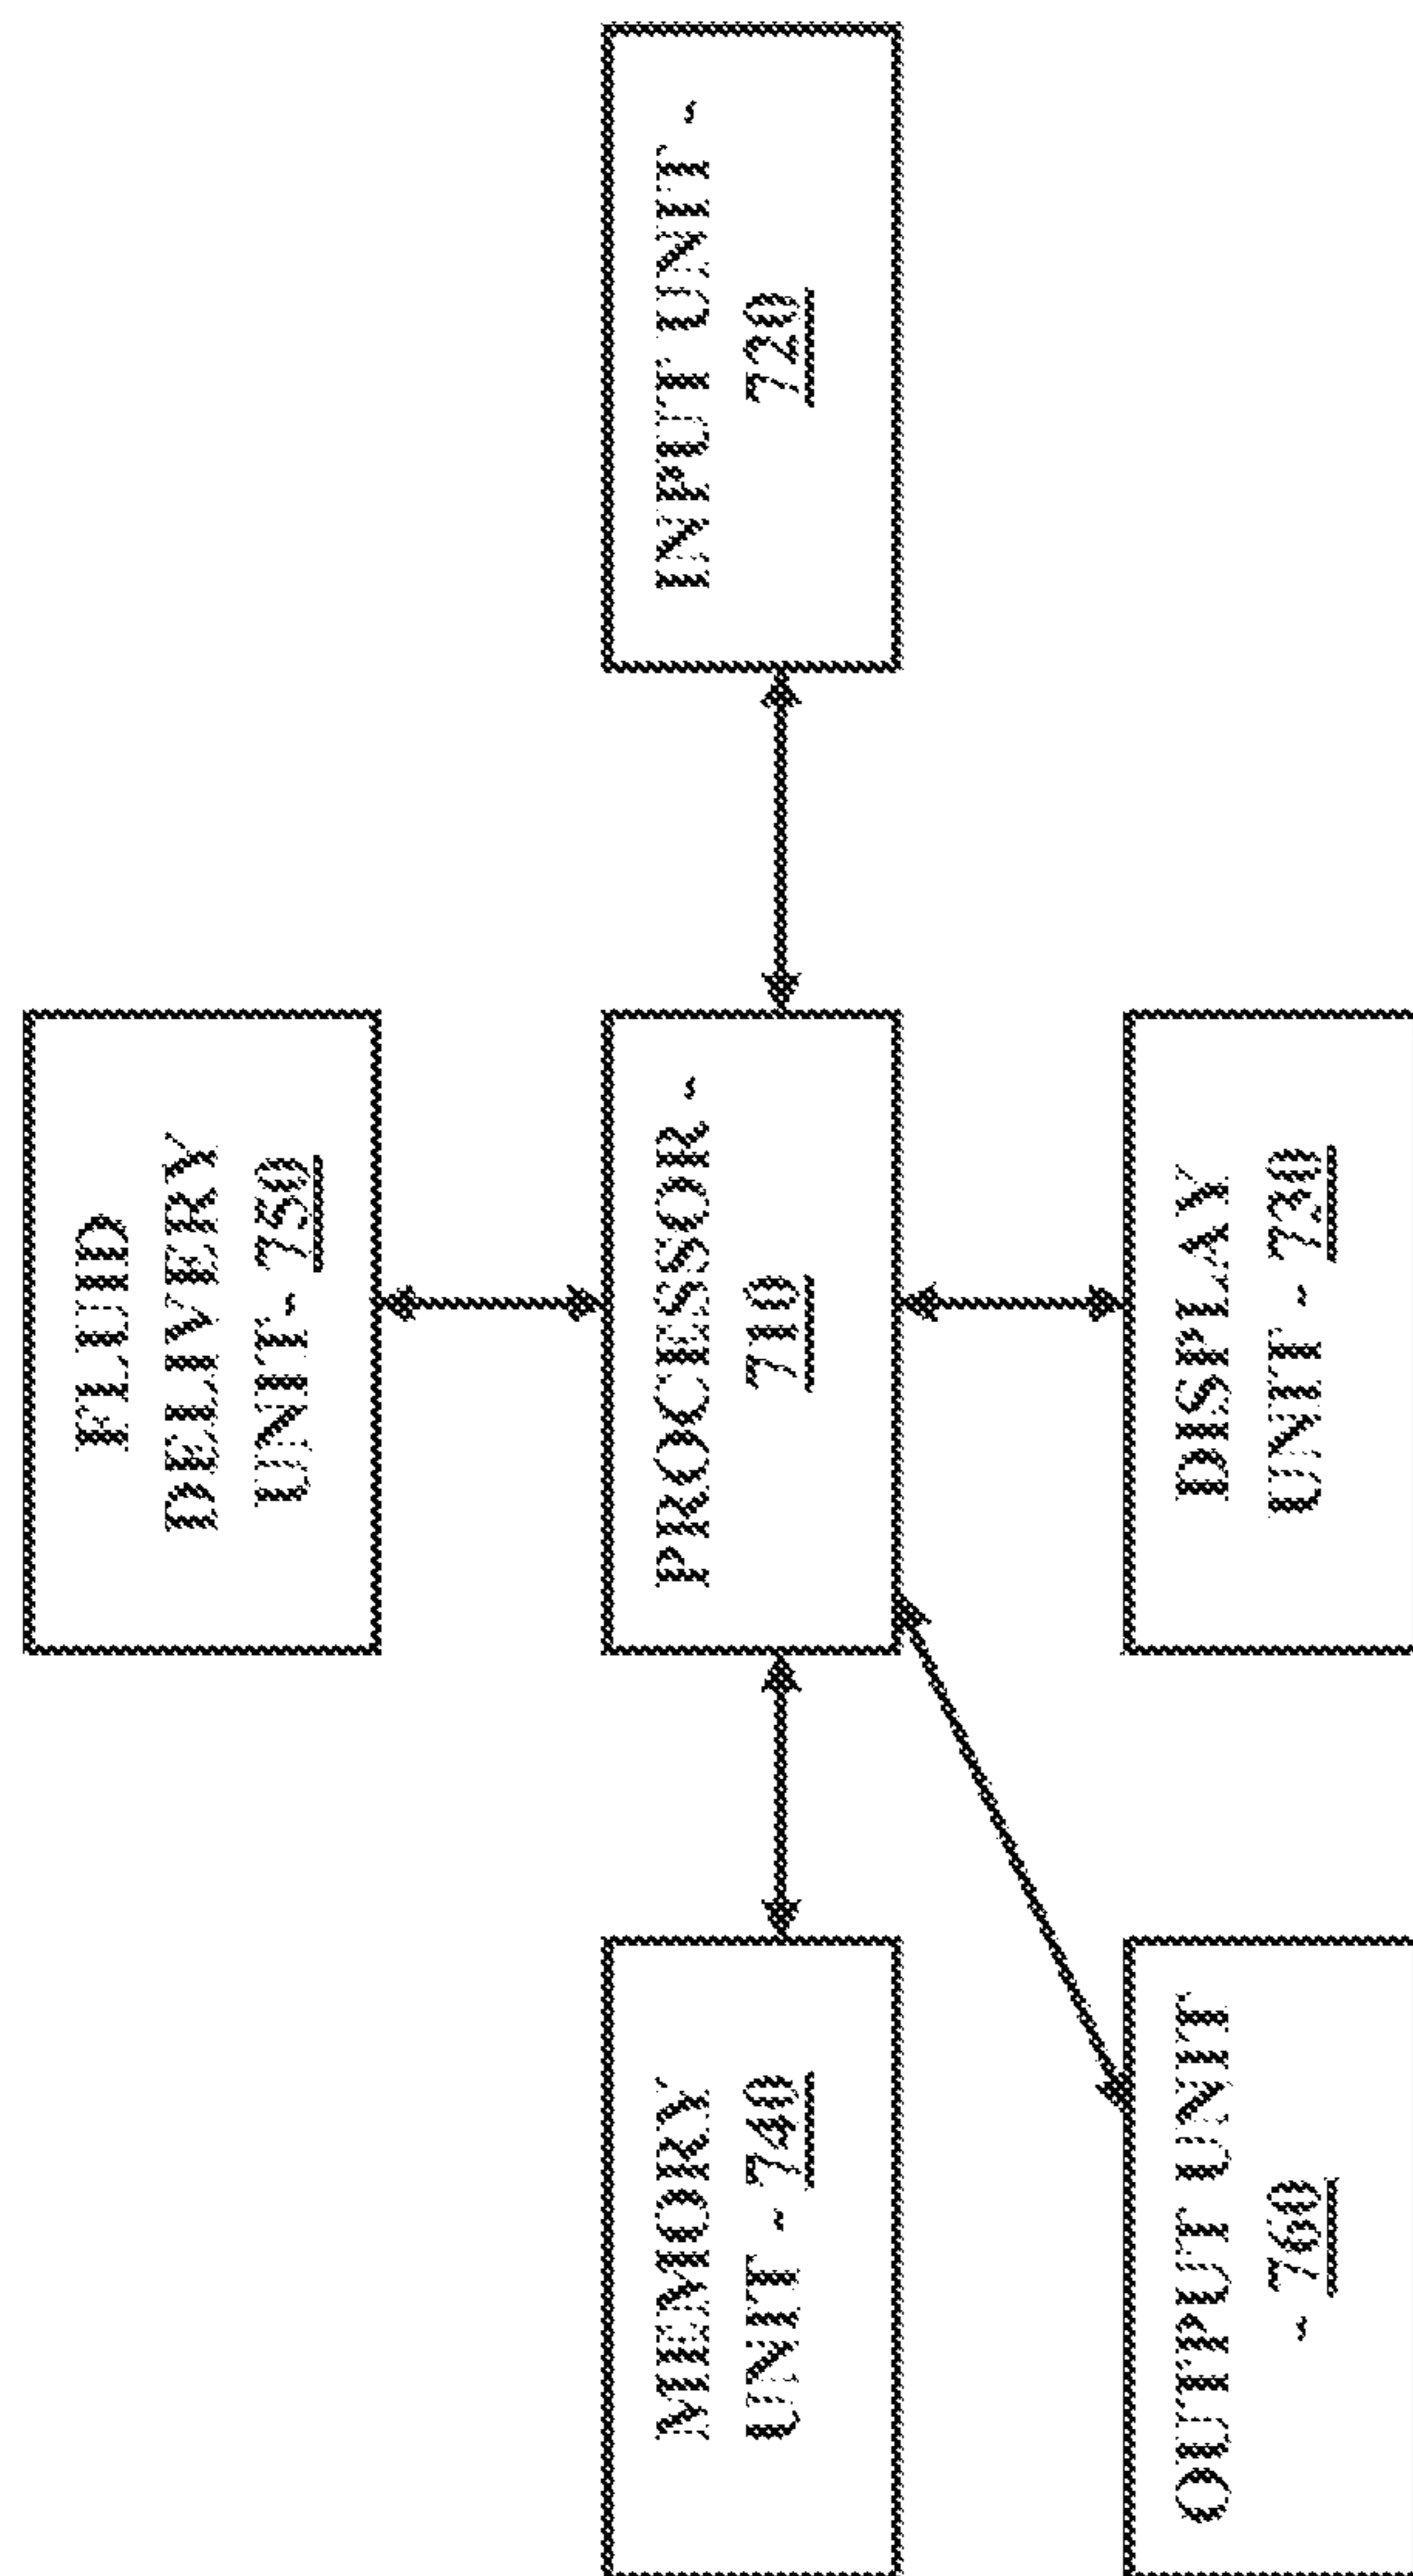 FLUID
DELIVERY
UNIT - 750
MEMORY
UNIT - 740
PROCESSOR -
710
INPUT UNIT -
720
OUTPUT UNIT
- 760
DISPLAY
UNIT - 730